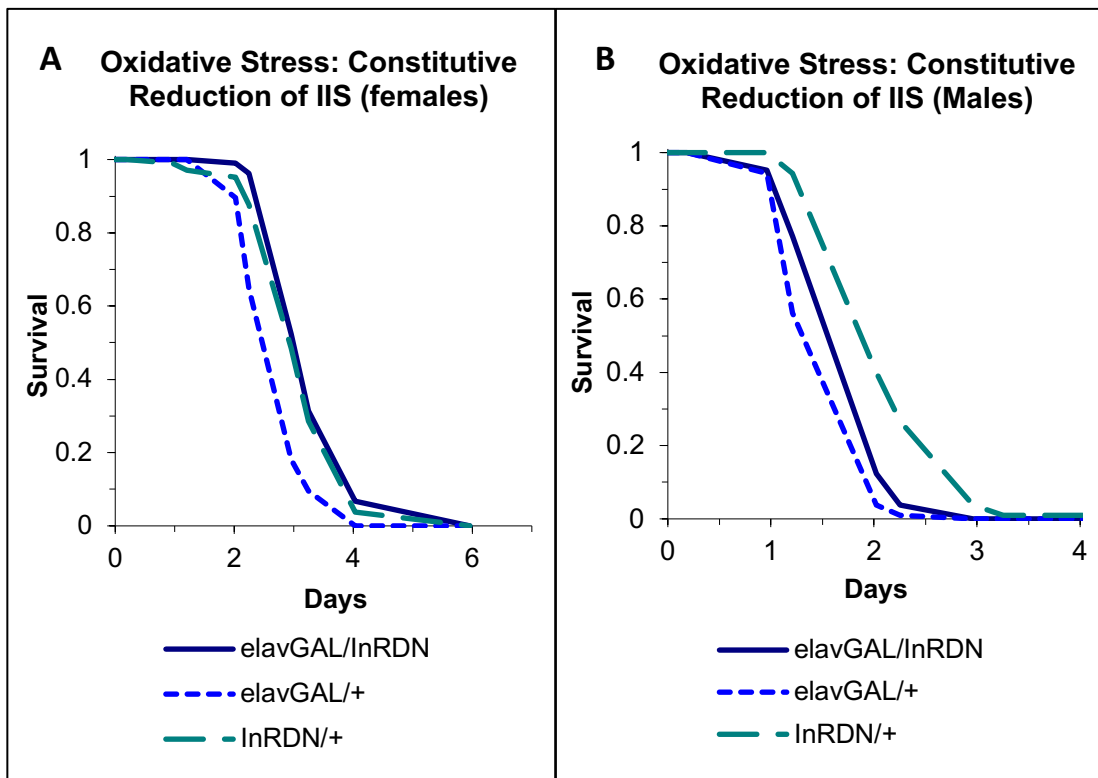 A
Oxidative Stress: Constitutive
Reduction of IIS (females)
1
0.8
0.6
0.4
0.2
0
Survival
0 2 4 6
Days
elavGAL/InRDN
elavGAL/+
InRDN/+
B
Oxidative Stress: Constitutive
Reduction of IIS (Males)
1
0.8
0.6
0.4
0.2
0
Survival
0 1 2 3 4
Days
elavGAL/InRDN
elavGAL/+
InRDN/+